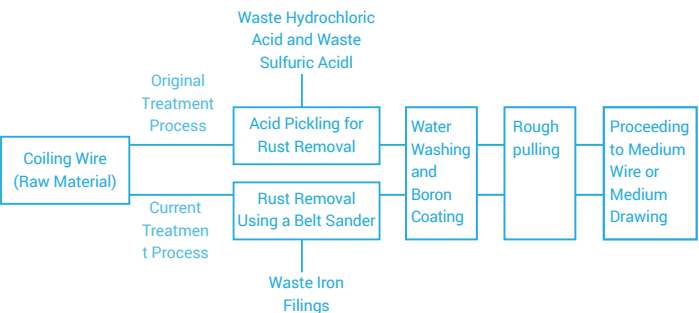 Waste Hydrochloric
Acid and Waste
Sulfuric Acidl
Original
Treatment
Process
Acid Pickling for
Rust Removal
Coiling Wire
(Raw Material)
Current
Treatmen
t Process
Rust Removal
Using a Belt Sander
Waste Iron
Filings
Water
Washing
and
Boron
Coating
Rough
pulling
Proceeding
to Medium
Wire or
Medium
Drawing